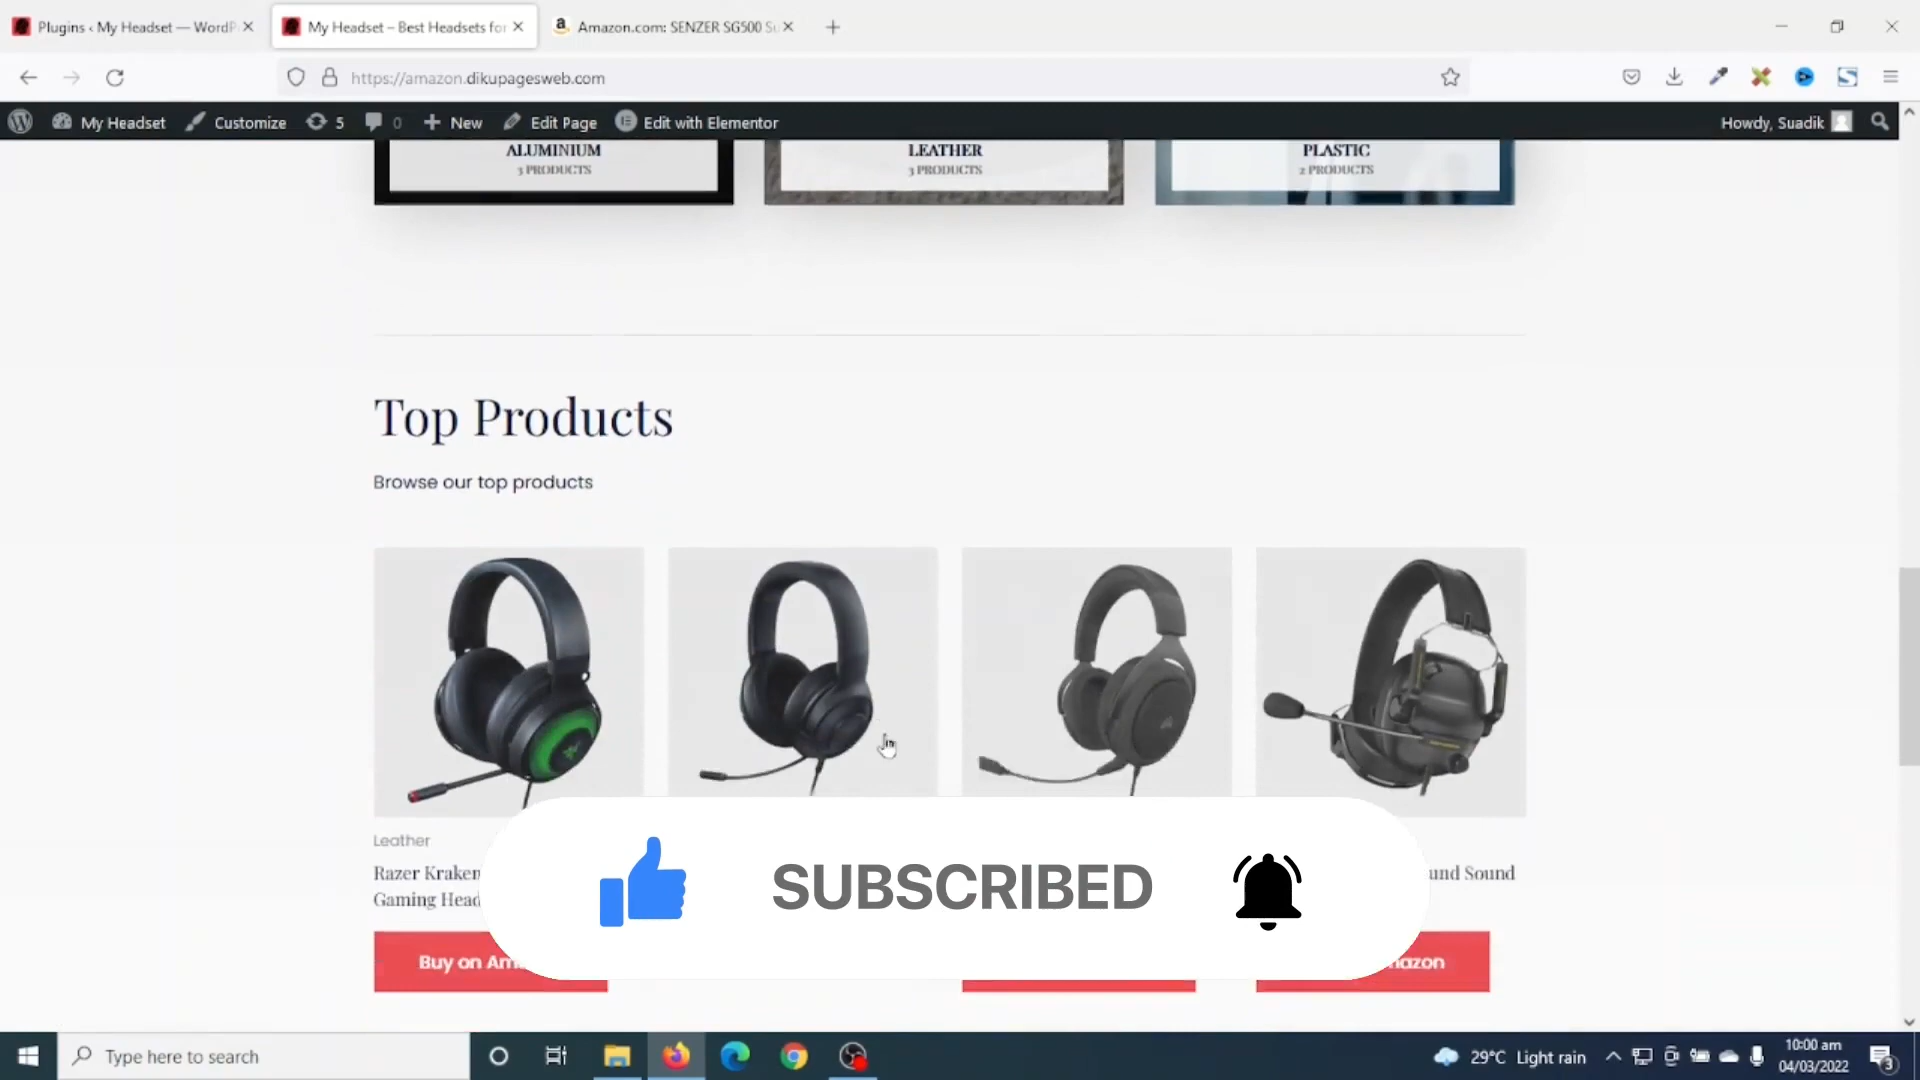 Plugins ‹ My Headset — WordP
My Headset – Best Headsets for
Amazon.com: SENZER SG500 Su
https://amazon.dikupagesweb.com
My Headset
Customize
5
0
New
Edit Page
Edit with Elementor
Howdy, Suadik
ALUMINIUM
3 PRODUCTS
LEATHER
3 PRODUCTS
PLASTIC
2 PRODUCTS
Top Products
Browse our top products
Leather
Razer Kraken
Gaming Head
und Sound
SUBSCRIBED
Buy on Am
azon
Type here to search
29°C Light rain
10:00 am
04/03/2022
3